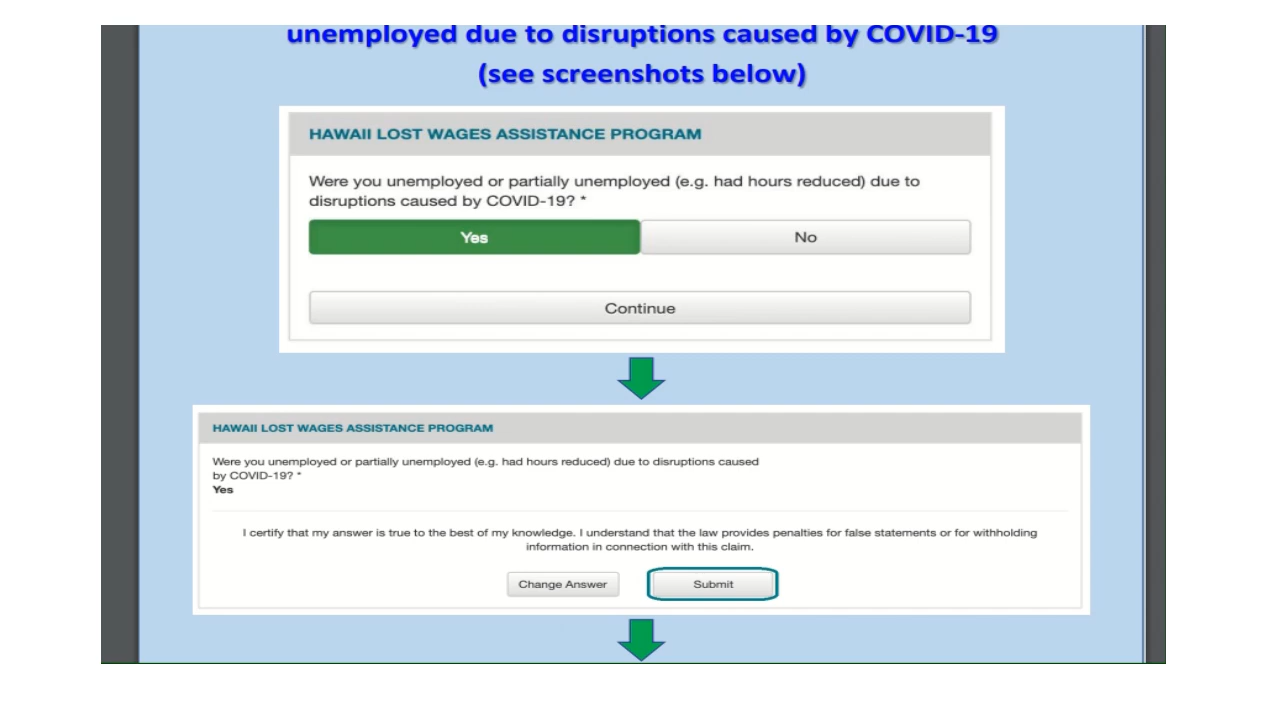 unemployed due to disruptions caused by COVID-19
(see screenshots below)
HAWAII LOST WAGES ASSISTANCE PROGRAM
Were you unemployed or partially unemployed (e.g. had hours reduced) due to
disruptions caused by COVID-19? *
Yes
No
Continue
HAWAII LOST WAGES ASSISTANCE PROGRAM
Were you unemployed or partially unemployed (e.g. had hours reduced) due to disruptions caused
by COVID-19? *
Yes
I certify that my answer is true to the best of my knowledge. I understand that the law provides penalties for false statements or for withholding
information in connection with this claim.
Change Answer
Submit